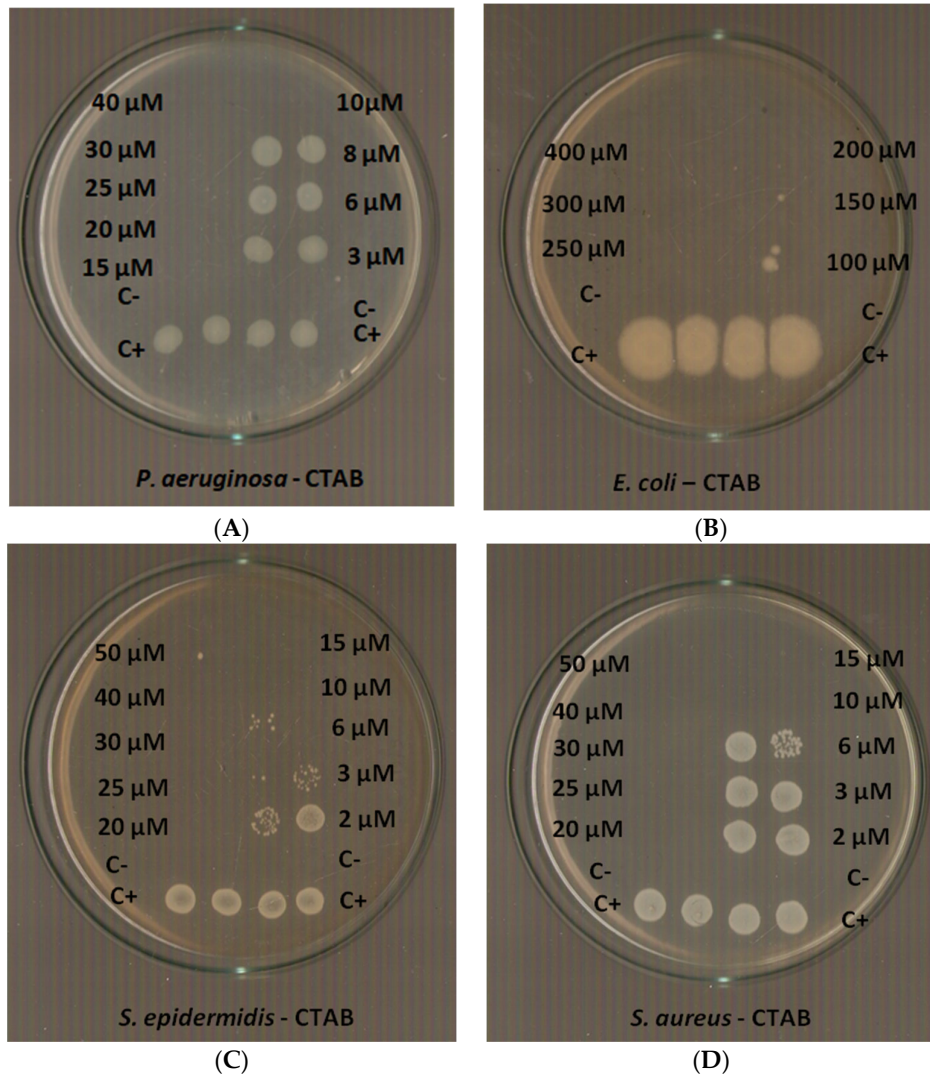 40 µM
30 µM
25 µM
20 µM
15 µM
C-
C+
10µM
8 µM
6 µM
3 µM
C-
C+
P. aeruginosa - CTAB
(A)
400 µM
300 µM
250 µM
C-
C+
200 µM
150 µM
100 µM
C-
C+
E. coli – CTAB
(B)
50 µM
40 µM
30 µM
25 µM
20 µM
C-
C+
15 µM
10 µM
6 µM
3 µM
2 µM
C-
C+
S. epidermidis - CTAB
(C)
50 µM
40 µM
30 µM
25 µM
20 µM
C-
C+
15 µM
10 µM
6 µM
3 µM
2 µM
C-
C+
S. aureus - CTAB
(D)